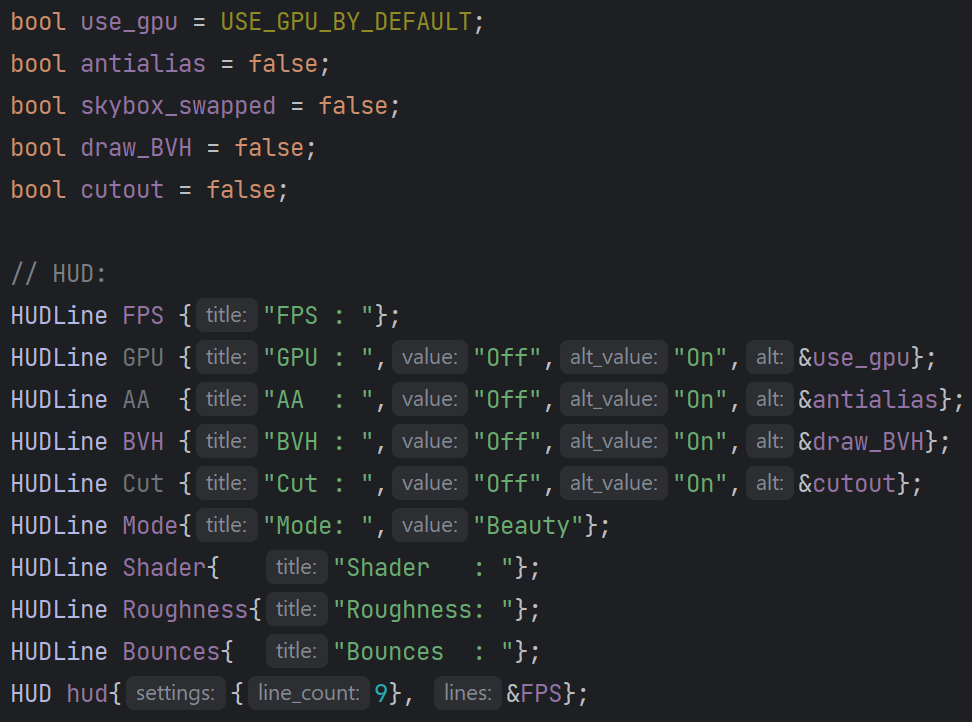 bool use_gpu = USE_GPU_BY_DEFAULT;
bool antialias = false;
bool skybox_swapped = false;
bool draw_BVH = false;
bool cutout = false;
// HUD:
HUDLine FPS { title: "FPS : "};
HUDLine GPU { title: "GPU : ", value: "Off", alt_value: "On", alt: &use_gpu};
HUDLine AA  { title: "AA  : ", value: "Off", alt_value: "On", alt: &antialias};
HUDLine BVH { title: "BVH : ", value: "Off", alt_value: "On", alt: &draw_BVH};
HUDLine Cut { title: "Cut : ", value: "Off", alt_value: "On", alt: &cutout};
HUDLine Mode{ title: "Mode: ", value: "Beauty"};
HUDLine Shader{   title: "Shader   : "};
HUDLine Roughness{ title: "Roughness: "};
HUDLine Bounces{  title: "Bounces  : "};
HUD hud{ settings: { line_count: 9}, lines: &FPS};